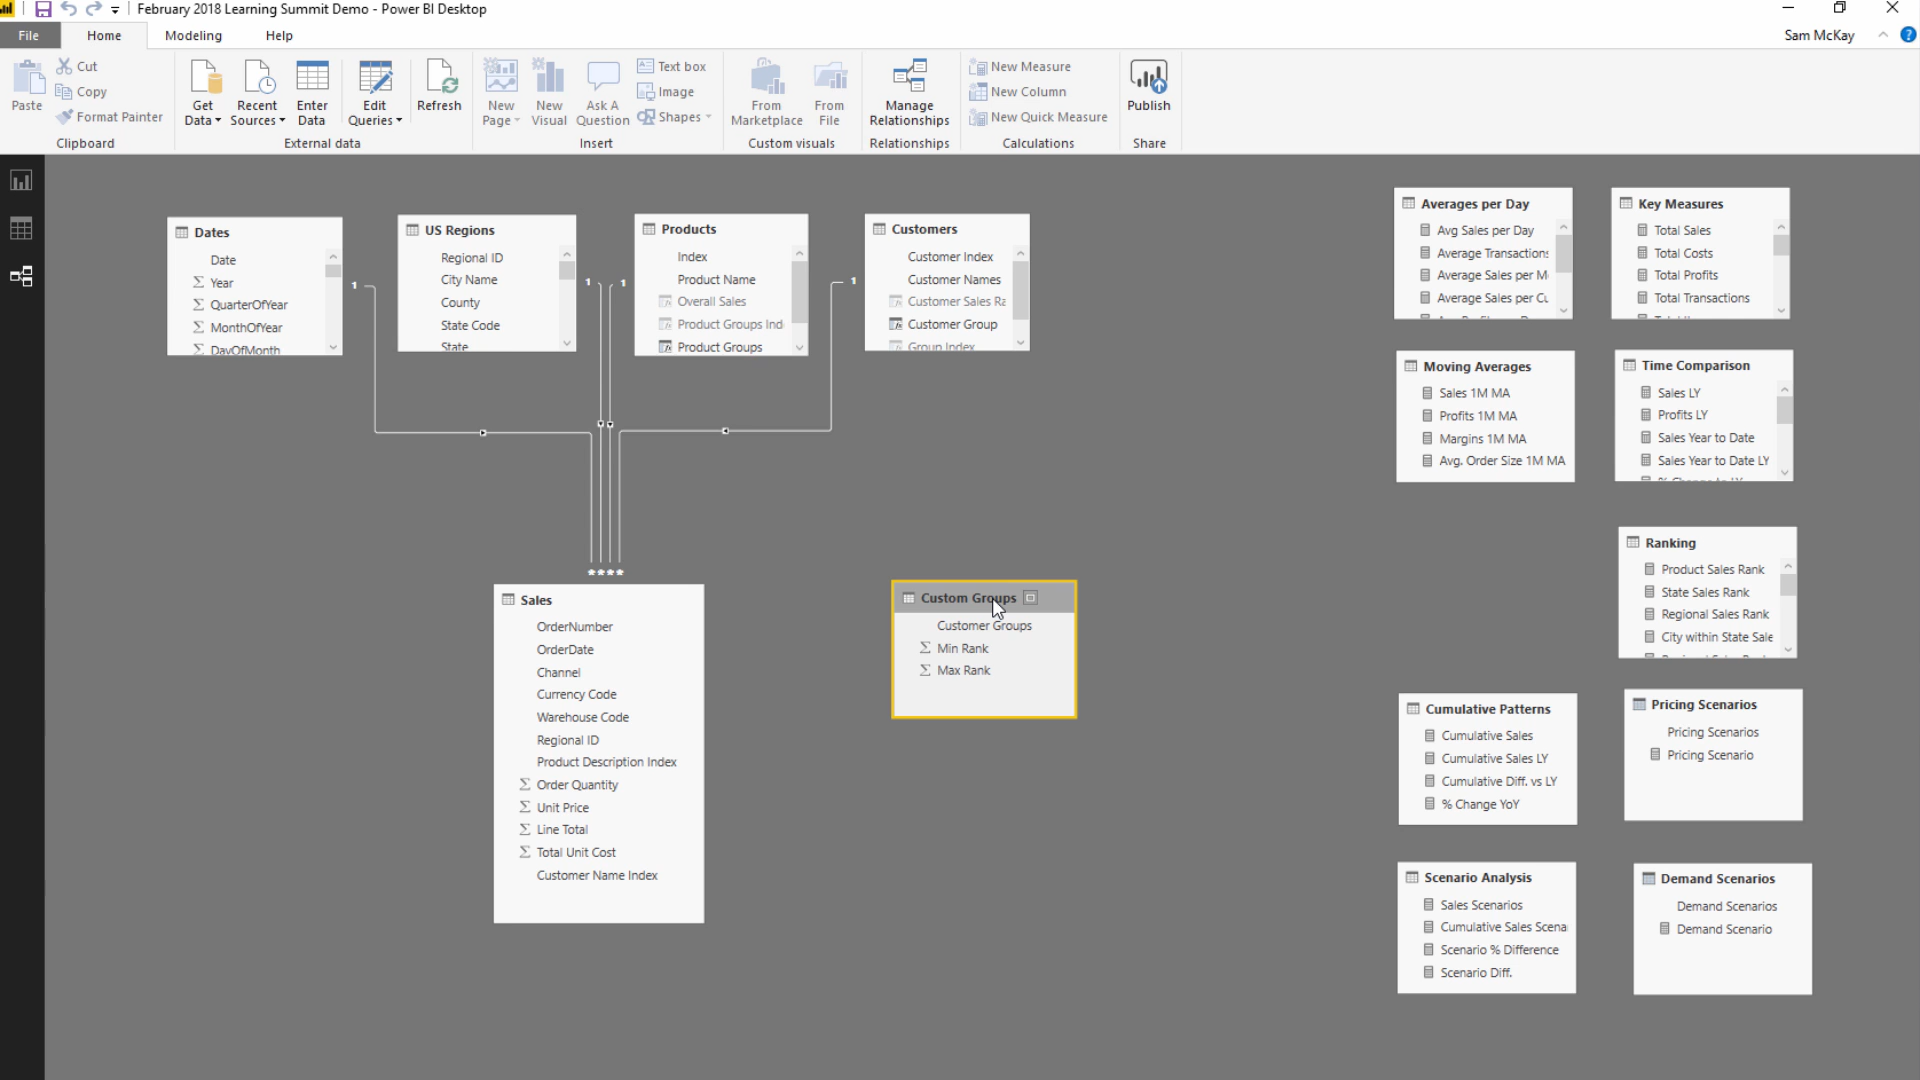 February 2018 Learning Summit Demo - Power BI Desktop
File
Home
Modeling
Help
Sam McKay
?
Paste
Cut
Copy
Format Painter
Clipboard
Get
Data
Recent
Sources
Enter
Data
Edit
Queries
Refresh
External data
New
Page
New
Visual
Ask A
Question
Text box
Image
Shapes
Insert
From
Marketplace
From
File
Custom visuals
Manage
Relationships
Relationships
New Measure
New Column
New Quick Measure
Calculations
Publish
Share
Dates
Date
Year
QuarterOfYear
MonthOfYear
DayOfMonth
1
US Regions
Regional ID
City Name
County
State Code
State
1
1
Products
Index
Product Name
Overall Sales
Product Groups Ind
Product Groups
1
Customers
Customer Index
Customer Names
Customer Sales Ra
Customer Group
Group Index
Sales
OrderNumber
OrderDate
Channel
Currency Code
Warehouse Code
Regional ID
Product Description Index
Order Quantity
Unit Price
Line Total
Total Unit Cost
Customer Name Index
Custom Groups
Customer Groups
Min Rank
Max Rank
Averages per Day
Avg Sales per Day
Average Transactions
Average Sales per M
Average Sales per Cu
Key Measures
Total Sales
Total Costs
Total Profits
Total Transactions
Moving Averages
Sales 1M MA
Profits 1M MA
Margins 1M MA
Avg. Order Size 1M MA
Time Comparison
Sales LY
Profits LY
Sales Year to Date
Sales Year to Date LY
Ranking
Product Sales Rank
State Sales Rank
Regional Sales Rank
City within State Sale
Cumulative Patterns
Cumulative Sales
Cumulative Sales LY
Cumulative Diff. vs LY
% Change YoY
Pricing Scenarios
Pricing Scenarios
Pricing Scenario
Scenario Analysis
Sales Scenarios
Cumulative Sales Scena
Scenario % Difference
Scenario Diff.
Demand Scenarios
Demand Scenarios
Demand Scenario